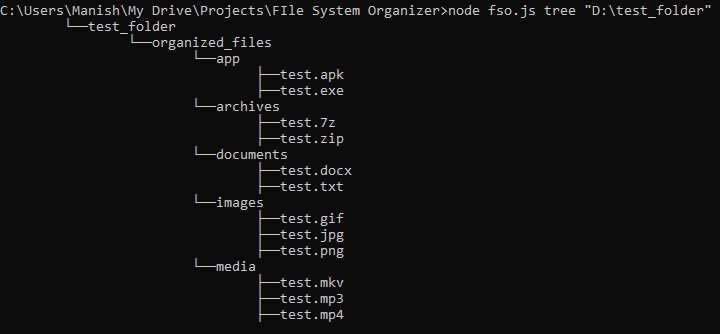 C:\Users\Manish\My Drive\Projects\FIle System Organizer>node fso.js tree "D:\test_folder"
└──test_folder
└──organized_files
└──app
├──test.apk
├──test.exe
└──archives
├──test.7z
├──test.zip
└──documents
├──test.docx
├──test.txt
└──images
├──test.gif
├──test.jpg
├──test.png
└──media
├──test.mkv
├──test.mp3
├──test.mp4